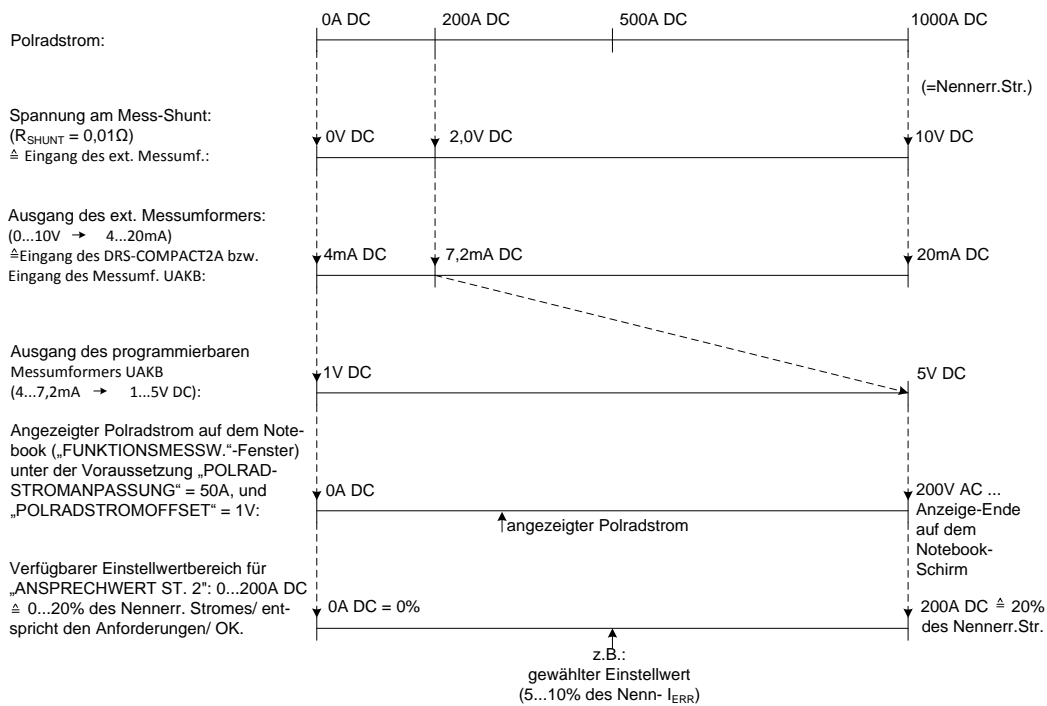 0A DC 200A DC 500A DC 1000A DC
Polradstrom:
(=Nennerr.Str.)
Spannung am Mess-Shunt:
(RSHUNT = 0,01Ω)
≙ Eingang des ext. Messumf.:
0V DC 2,0V DC 10V DC
Ausgang des ext. Messumformers:
(0...10V → 4...20mA)
≙Eingang des DRS-COMPACT2A bzw.
Eingang des Messumf. UAKB:
4mA DC 7,2mA DC 20mA DC
Ausgang des programmierbaren
Messumformers UAKB
(4...7,2mA → 1...5V DC):
1V DC 5V DC
Angezeigter Polradstrom auf dem Note-
book („FUNKTIONSMESSW.“-Fenster)
unter der Voraussetzung „POLRAD-
STROMANPASSUNG“ = 50A, und
„POLRADSTROMOFFSET“ = 1V:
0A DC
angezeigter Polradstrom
200V AC ...
Anzeige-Ende
auf dem
Notebook-
Schirm
Verfügbarer Einstellwertbereich für
„ANSPRECHWERT ST. 2": 0...200A DC
≙ 0...20% des Nennerr. Stromes/ ent-
spricht den Anforderungen/ OK.
0A DC = 0%
200A DC ≙ 20%
des Nennerr.Str.
z.B.:
gewählter Einstellwert
(5...10% des Nenn- IERR)